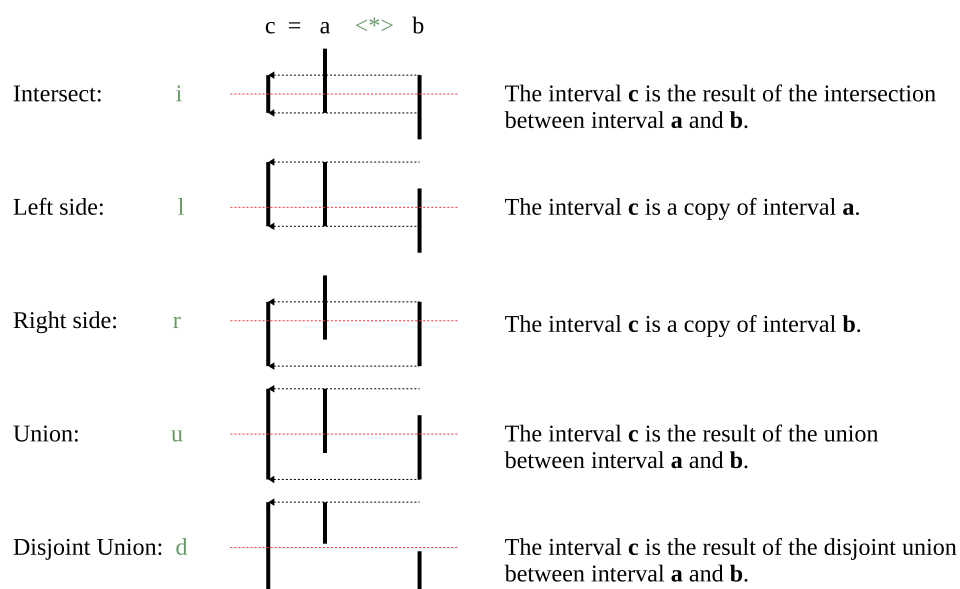 c = a <*> b
Intersect: i The interval c is the result of the intersection
between interval a and b.
Left side: l The interval c is a copy of interval a.
Right side: r The interval c is a copy of interval b.
Union: u The interval c is the result of the union
between interval a and b.
Disjoint Union: d The interval c is the result of the disjoint union
between interval a and b.